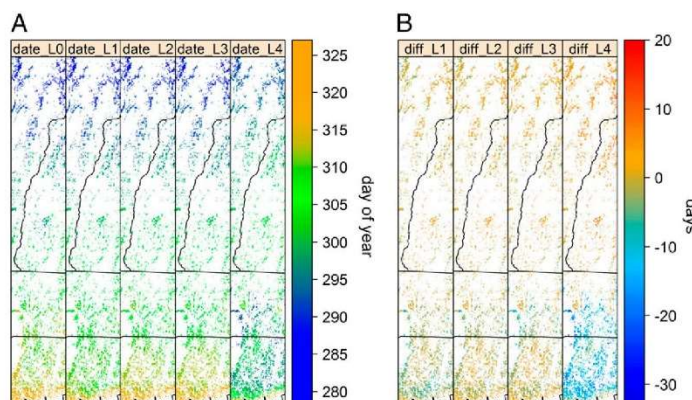 A
date_L0 date_L1 date_L2 date_L3 date_L4
325
320
315
310
305
300
295
290
285
280
day of year
B
diff_L1 diff_L2 diff_L3 diff_L4
20
10
0
-10
-20
-30
days